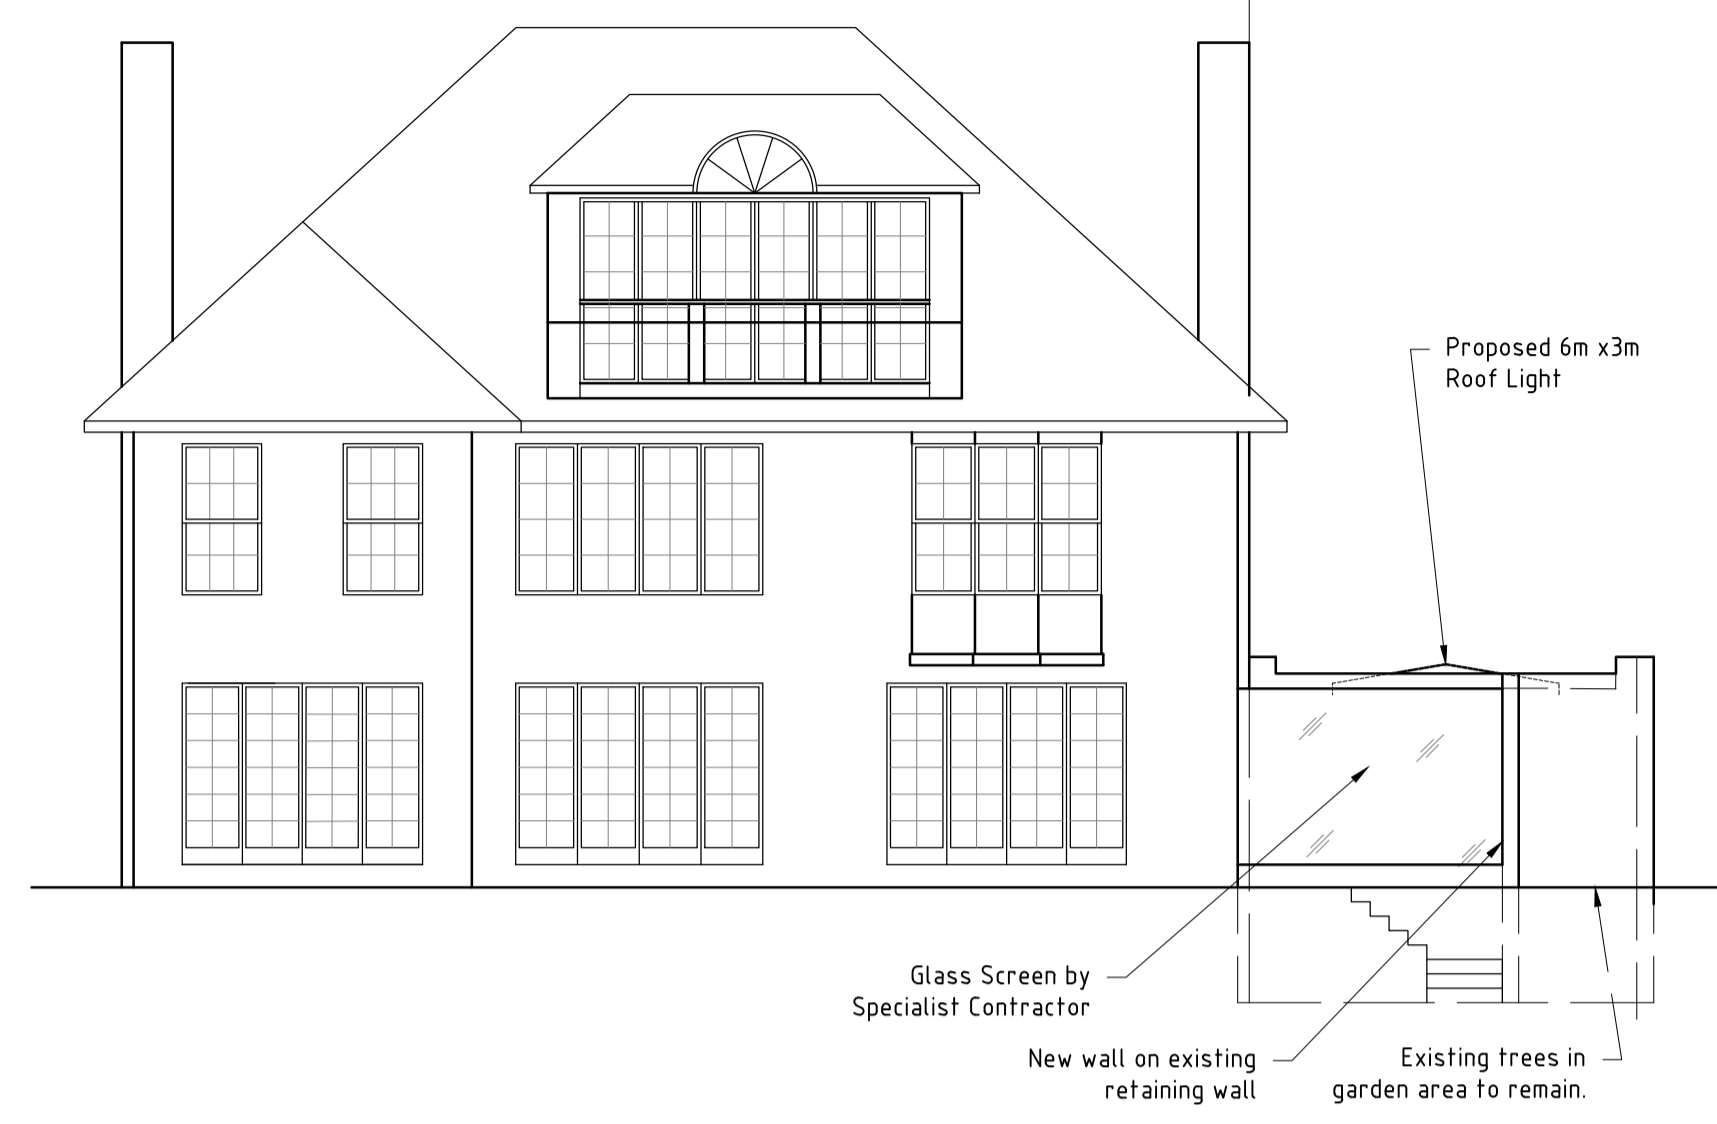 Proposed 6m x3m
Roof Light
Glass Screen by
Specialist Contractor
New wall on existing
retaining wall
Existing trees in
garden area to remain.